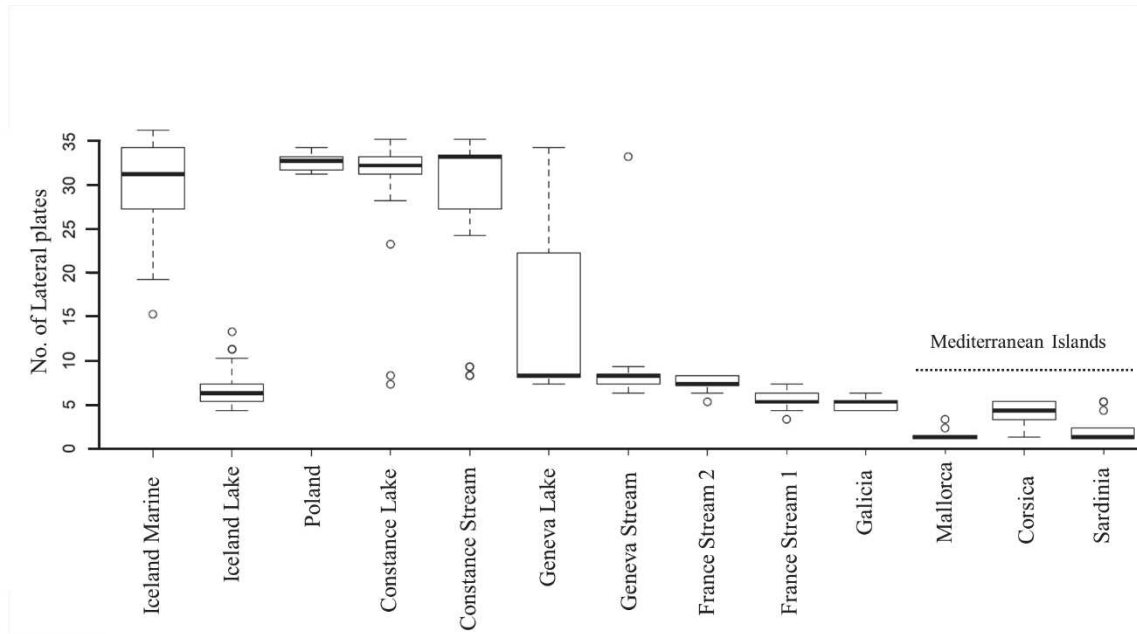 No. of Lateral plates
35
30
25
20
15
10
5
0
Mediterranean Islands
Iceland Marine
Iceland Lake
Poland
Constance Lake
Constance Stream
Geneva Lake
Geneva Stream
France Stream 2
France Stream 1
Galicia
Mallorca
Corsica
Sardinia